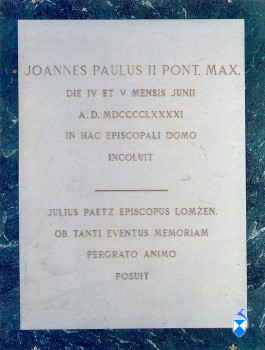 JOANNES PAULUS II PONT. MAX.
DIE IV ET V MENSIS JUNII
A. D. MDCCCCLXXXXI
IN HAC EPISCOPALI DOMO
INCOLUIT
JULIUS PAETZ EPISCOPUS LOMŻEN.
OB TANTI EVENTUS MEMORIAM
PERGRATO ANIMO
POSUIT